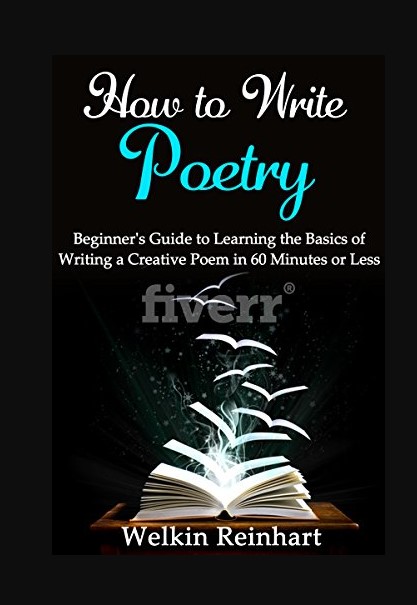 How to Write
Poetry
Beginner's Guide to Learning the Basics of
Writing a Creative Poem in 60 Minutes or Less
fiverr®
Welkin Reinhart